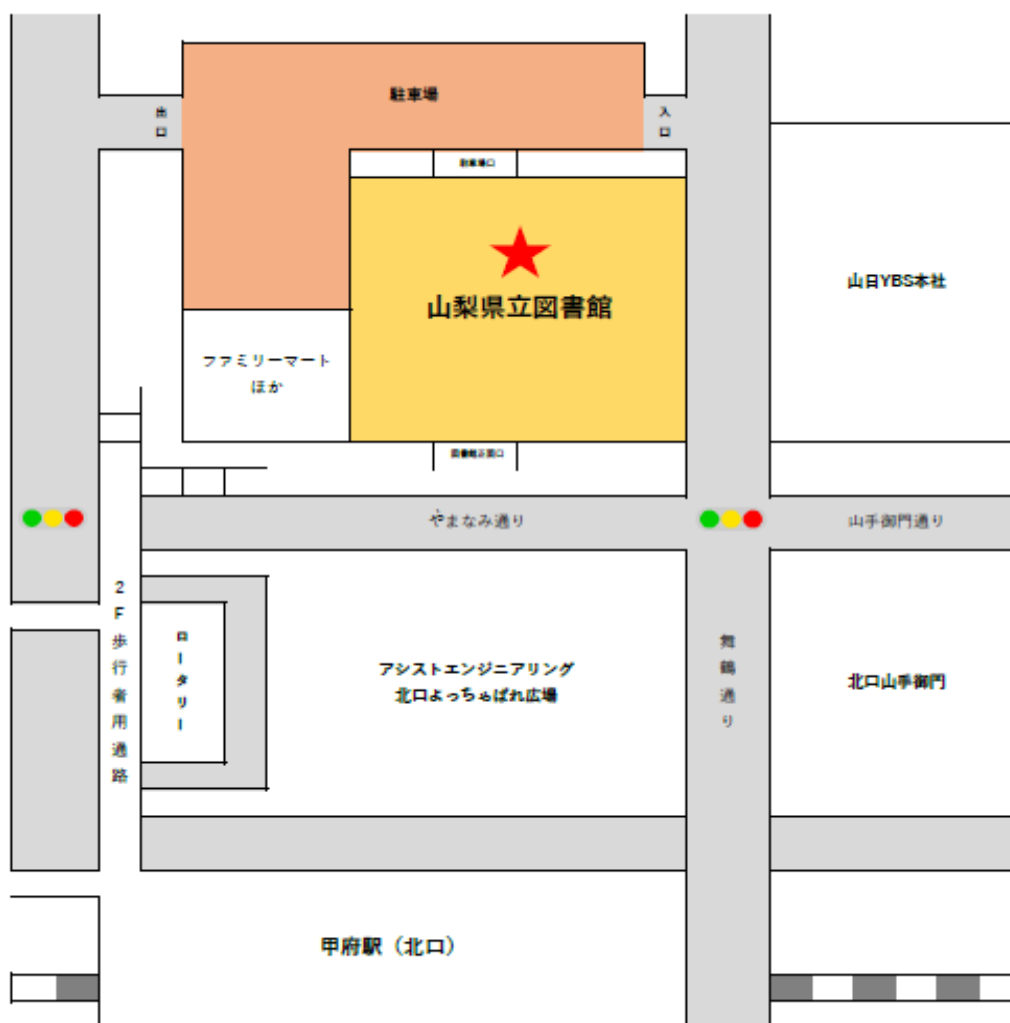 駐車場
出口
入口
駐車場口
山梨県立図書館
山日YBS本社
ファミリーマート
ほか
図書館正面口
やまなみ通り
山手御門通り
2F歩行者用通路
ロータリー
アシストエンジニアリング
北口よっちゃばれ広場
舞鶴通り
北口山手御門
甲府駅（北口）